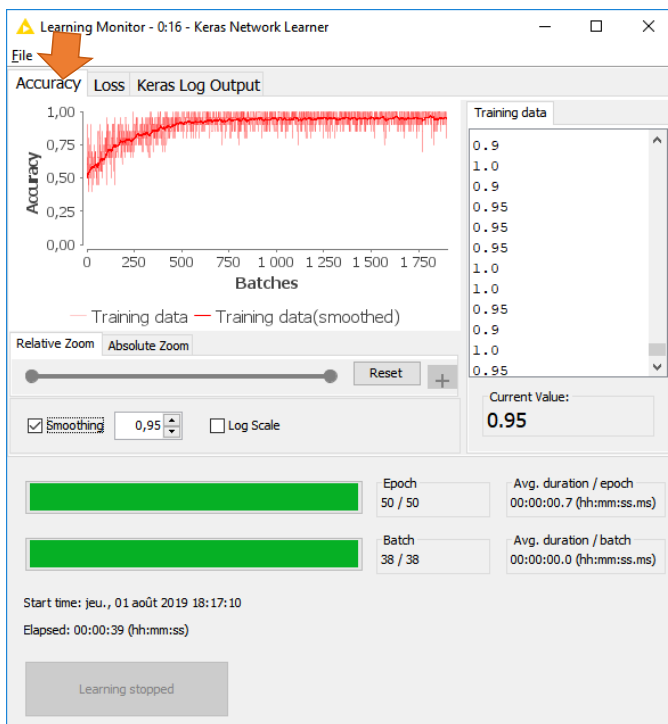 Learning Monitor - 0:16 - Keras Network Learner
File
Accuracy Loss Keras Log Output
1,00
0,75
0,50
0,25
0,00
Accuracy
0 250 500 750 1 000 1 250 1 500 1 750
Batches
Training data Training data(smoothed)
Training data
0.9
1.0
0.9
0.95
0.95
0.95
1.0
1.0
0.95
0.9
1.0
0.95
Relative Zoom Absolute Zoom
Reset +
Smoothing 0,95 Log Scale
Current Value:
0.95
Epoch
50 / 50
Avg. duration / epoch
00:00:00.7 (hh:mm:ss.ms)
Batch
38 / 38
Avg. duration / batch
00:00:00.0 (hh:mm:ss.ms)
Start time: jeu., 01 août 2019 18:17:10
Elapsed: 00:00:39 (hh:mm:ss)
Learning stopped